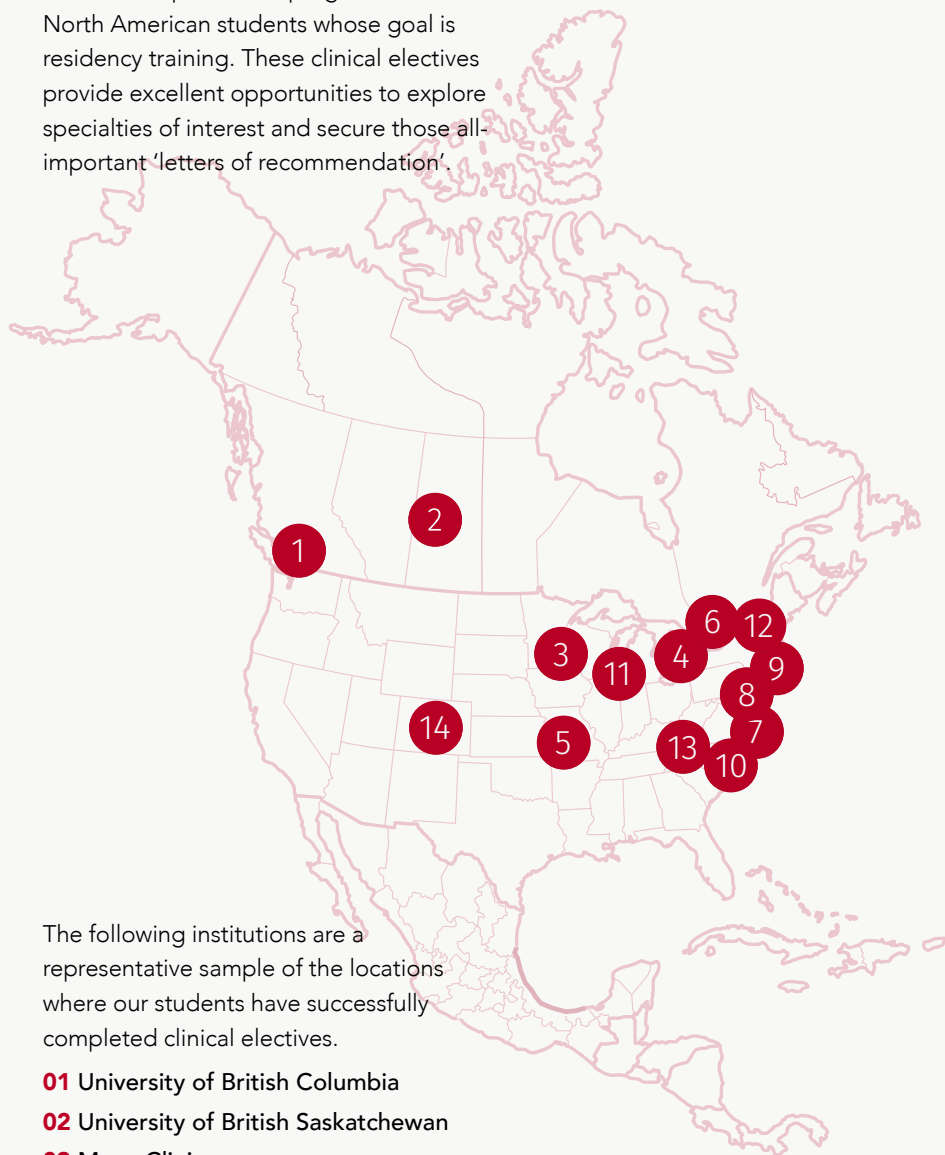 North American students whose goal is
residency training. These clinical electives
provide excellent opportunities to explore
specialties of interest and secure those all-
important ‘letters of recommendation’.
1
2
3
4
5
6
7
8
9
10
11
12
13
14
The following institutions are a
representative sample of the locations
where our students have successfully
completed clinical electives.
01 University of British Columbia
02 University of British Saskatchewan